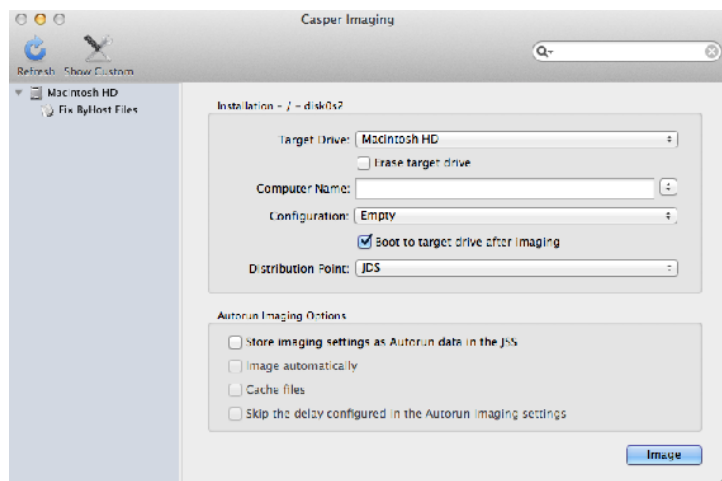 Casper Imaging
Refresh Show Custom
Macintosh HD
Fix ByHost Files
Installation - / - disk0s2
Target Drive: Macintosh HD
Erase target drive
Computer Name:
Configuration: Empty
Boot to target drive after imaging
Distribution Point: JDS
Autorun Imaging Options
Store imaging settings as Autorun data in the JSS
Image automatically
Cache files
Skip the delay configured in the Autorun Imaging settings
Image